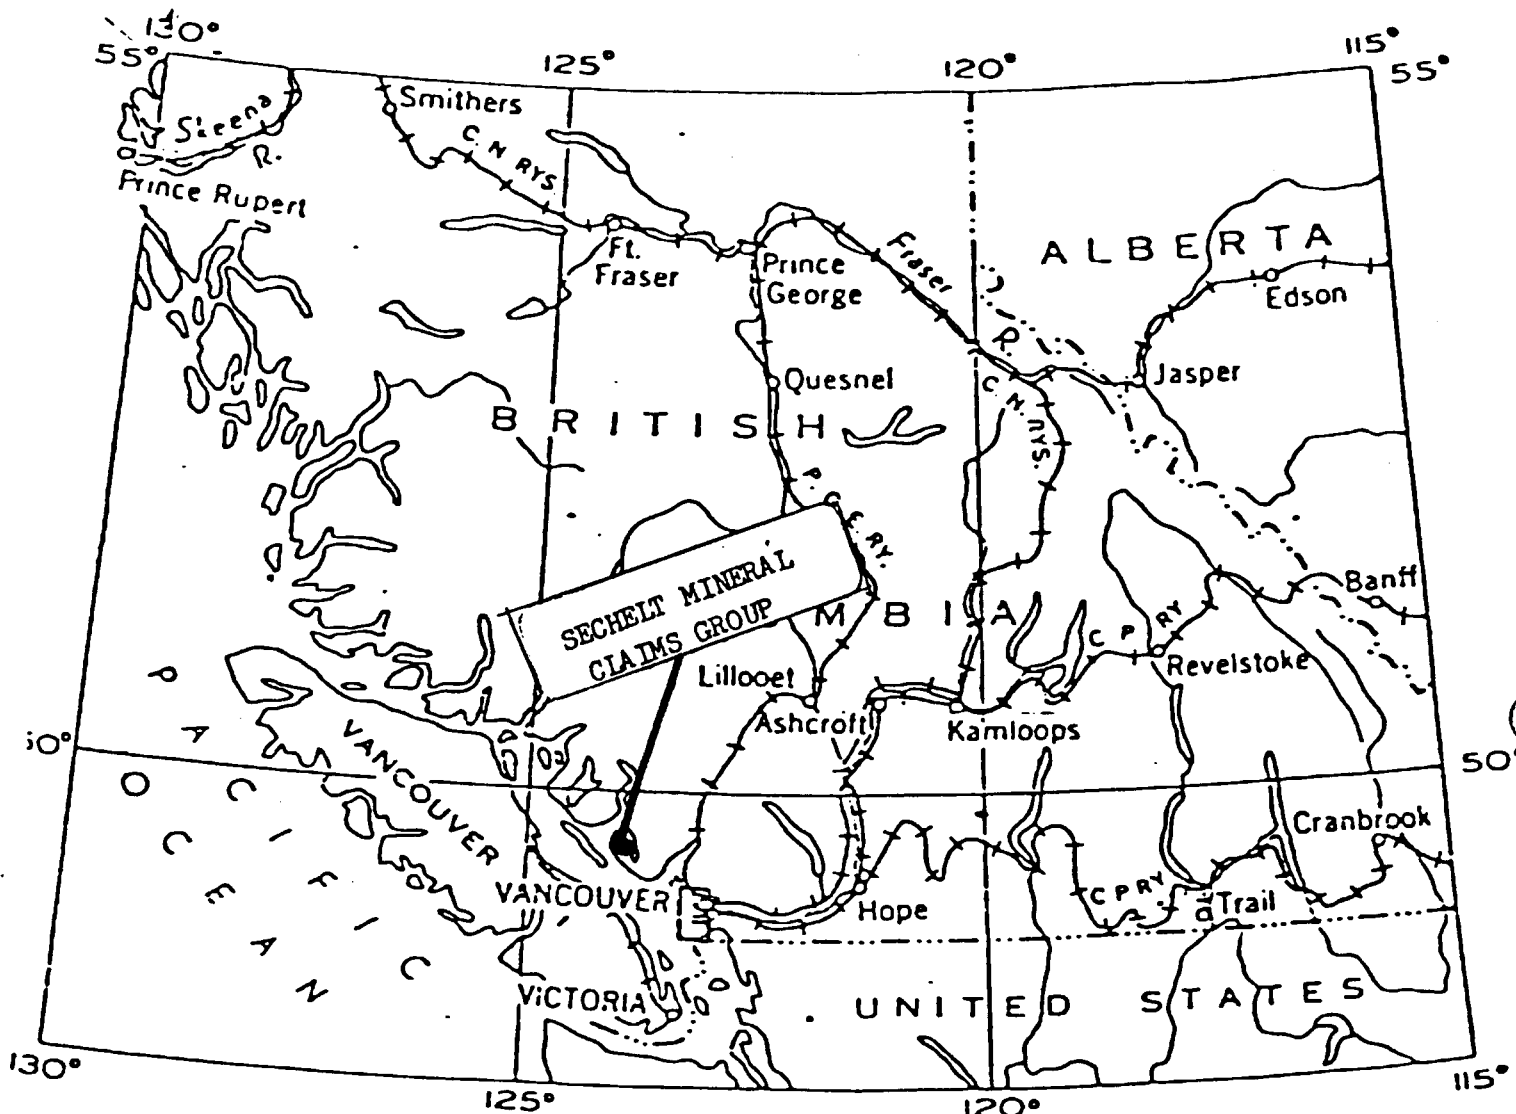 130°
55°
125°
120°
115°
55°
Skeena
R.
Smithers
C. N RYS
Prince Rupert
Ft.
Fraser
Prince
George
Fraser
R.
ALBERTA
Edson
Jasper
Quesnel
C. N. RYS.
BRITISH
P. G. E. RY.
SECHELT MINERAL
CLAIMS GROUP
MBIA
Banff
C P RY
Revelstoke
Lillooet
Ashcroft
Kamloops
PACIFIC
OCEAN
VANCOUVER
50°
50°
Cranbrook
VANCOUVER
Hope
C P RY
Trail
VICTORIA
UNITED STATES
130°
125°
120°
115°